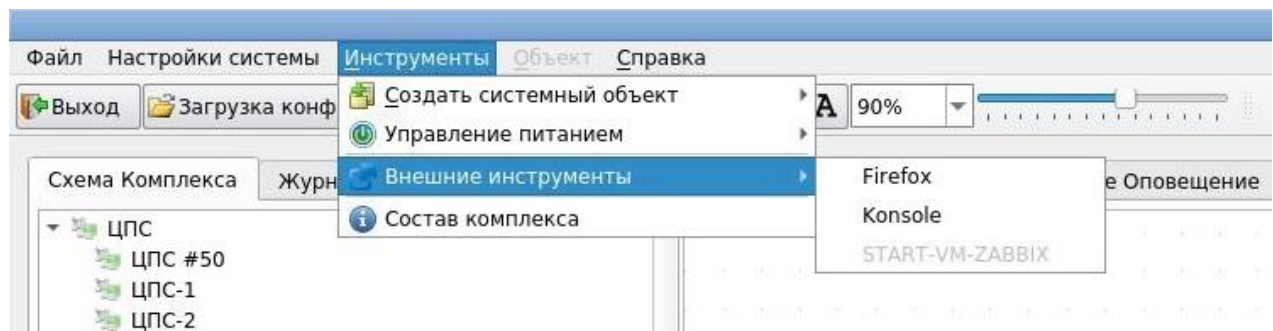 Файл Настройки системы Инструменты Объект Справка
Выход Загрузка конф A 90%
Создать системный объект
Управление питанием
Внешние инструменты
Состав комплекса
Firefox
Konsole
START-VM-ZABBIX
Схема Комплекса Журн е Оповещение
ЦПС
ЦПС #50
ЦПС-1
ЦПС-2